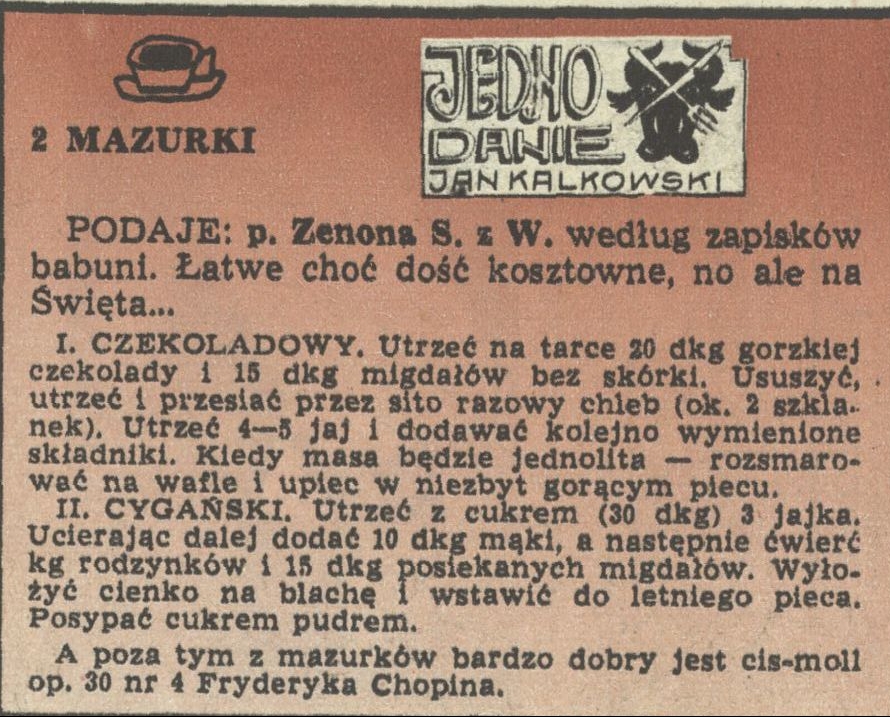 2 MAZURKI
JEDNO
DANIE
JAN KALKOWSKI
PODAJE: p. Zenona S. z W. według zapisków
babuni. Łatwe choć dość kosztowne, no ale na
Święta...
I. CZEKOLADOWY. Utrzeć na tarce 20 dkg gorzkiej
czekolady i 15 dkg migdałów bez skórki. Ususzyć,
utrzeć i przesiać przez sito razowy chleb (ok. 2 szkla-
nek). Utrzeć 4—5 jaj i dodawać kolejno wymienione
składniki. Kiedy masa będzie jednolita — rozsmaro-
wać na wafle i upiec w niezbyt gorącym piecu.
II. CYGAŃSKI. Utrzeć z cukrem (30 dkg) 3 jajka.
Ucierając dalej dodać 10 dkg mąki, a następnie ćwierć
kg rodzynków i 15 dkg posiekanych migdałów. Wyło-
żyć cienko na blachę i wstawić do letniego pieca.
Posypać cukrem pudrem.
A poza tym z mazurków bardzo dobry jest cis-moll
op. 30 nr 4 Fryderyka Chopina.